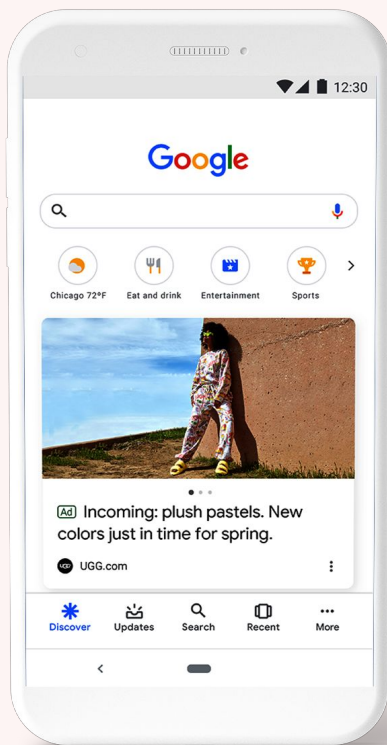 12:30
Google
Chicago 72°F
Eat and drink
Entertainment
Sports
Ad Incoming: plush pastels. New
colors just in time for spring.
UGG UGG.com
Discover
Updates
Search
Recent
More